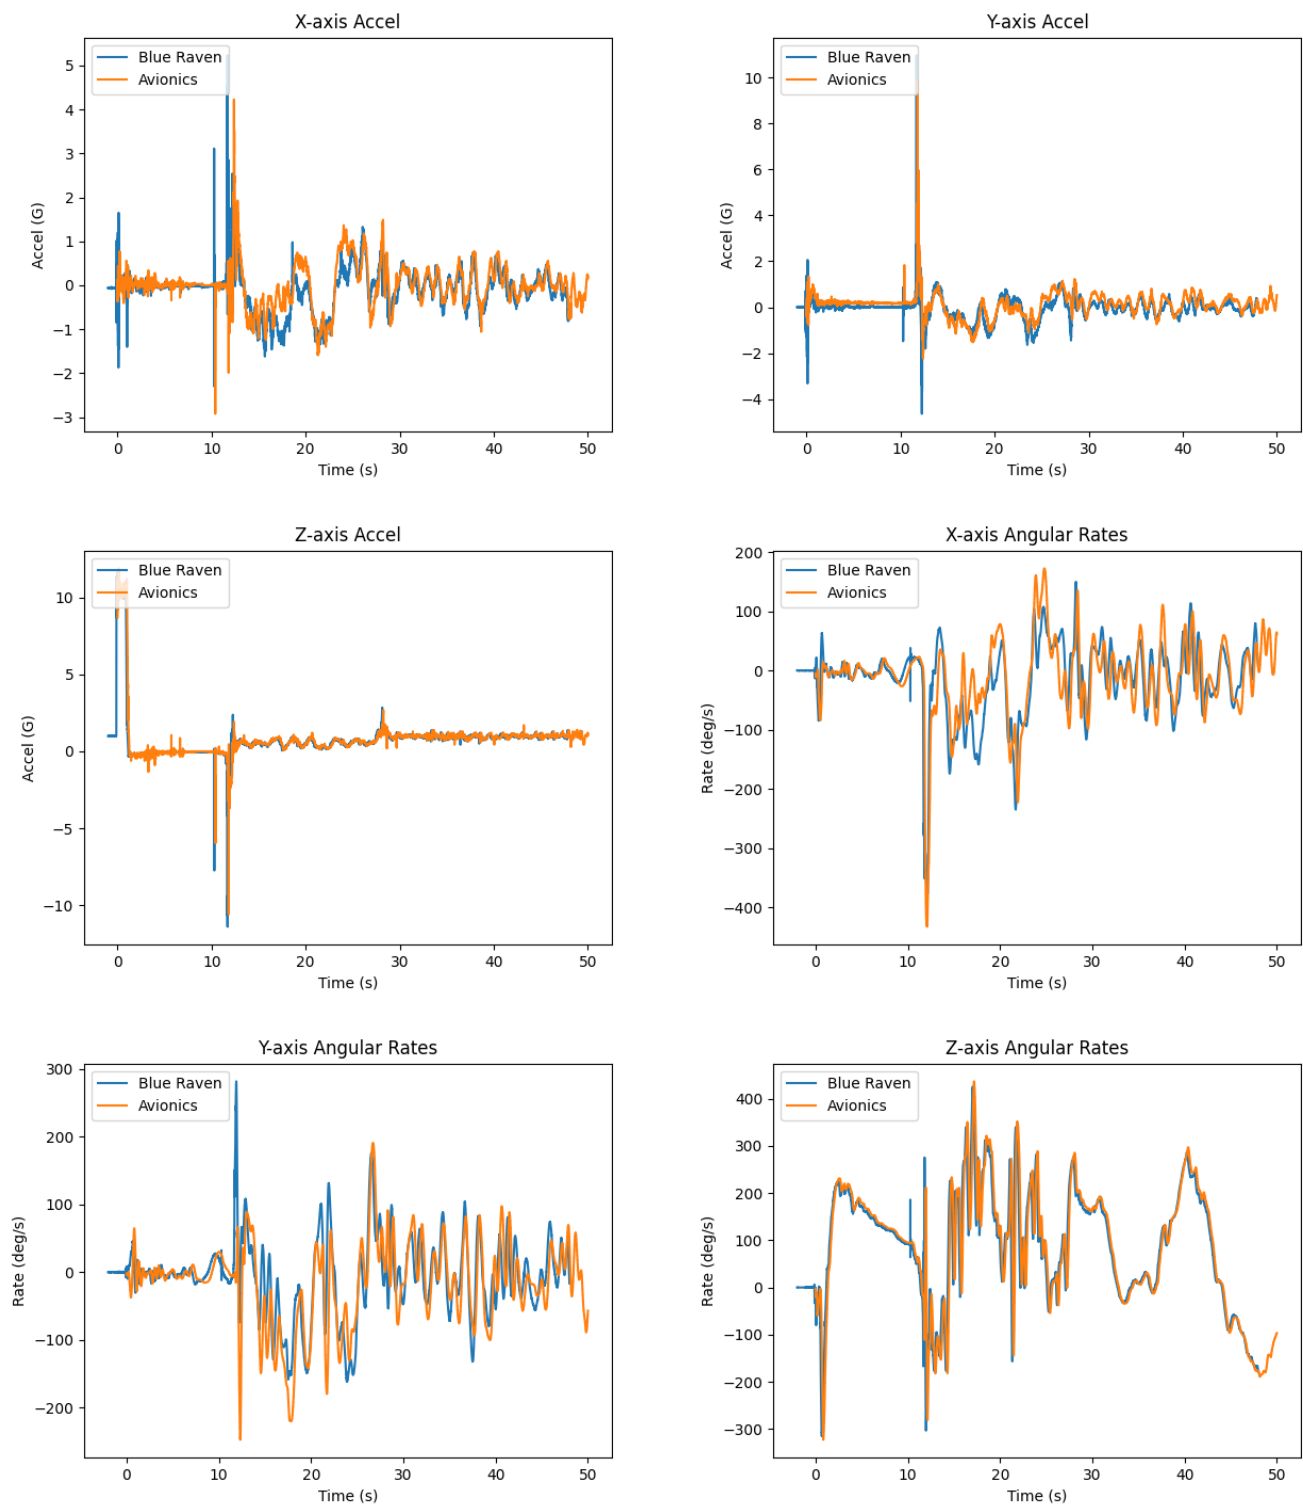 X-axis Accel
Accel (G)
5
4
3
2
1
0
−1
−2
−3
Blue Raven
Avionics
0 10 20 30 40 50
Time (s)
Y-axis Accel
Accel (G)
10
8
6
4
2
0
−2
−4
Blue Raven
Avionics
0 10 20 30 40 50
Time (s)
Z-axis Accel
Accel (G)
10
5
0
−5
−10
Blue Raven
Avionics
0 10 20 30 40 50
Time (s)
X-axis Angular Rates
Rate (deg/s)
200
100
0
−100
−200
−300
−400
Blue Raven
Avionics
0 10 20 30 40 50
Time (s)
Y-axis Angular Rates
Rate (deg/s)
300
200
100
0
−100
−200
Blue Raven
Avionics
0 10 20 30 40 50
Time (s)
Z-axis Angular Rates
Rate (deg/s)
400
300
200
100
0
−100
−200
−300
Blue Raven
Avionics
0 10 20 30 40 50
Time (s)